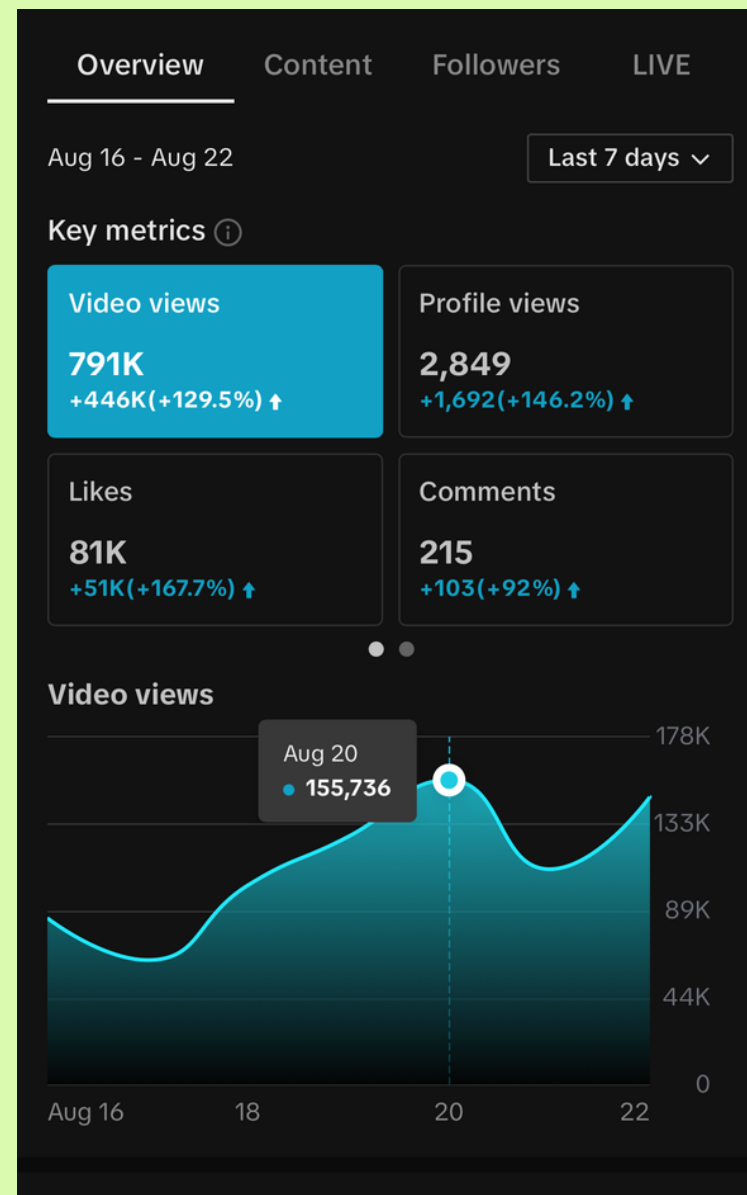 Overview Content Followers LIVE
Aug 16 - Aug 22 Last 7 days
Key metrics
Video views Profile views
791K 2,849
+446K(+129.5%) +1,692(+146.2%)
Likes Comments
81K 215
+51K(+167.7%) +103(+92%)
Video views
178K
Aug 20
155,736
133K
89K
44K
0
Aug 16 18 20 22